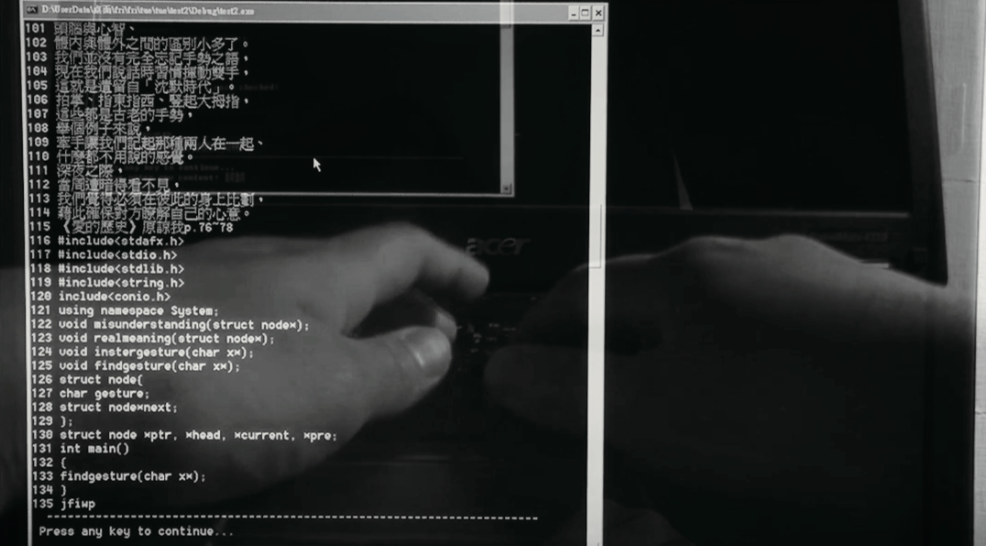 D:\UserData\桌面\fri\fri\tue\tue\test2\Debug\test2.exe
101 頭腦與心智、
102 體內與體外之間的區別小多了。
103 我們並沒有完全忘記手勢之語，
104 現在我們說話時習慣擺動雙手，
105 這就是遺留自「沈默時代」。
106 拍掌、指東指西、豎起大拇指，
107 這些都是古老的手勢，
108 舉個例子來說，
109 牽手讓我們記起那種兩人在一起、
110 什麼都不用說的感覺。
111 深夜之際，
112 當周遭暗得看不見，
113 我們覺得必須在彼此的身上比劃，
114 藉此確保對方瞭解自己的心意。
115 《愛的歷史》原諒我p.76~78
116 #include<stdafx.h>
117 #include<stdio.h>
118 #include<stdlib.h>
119 #include<string.h>
120 include<conio.h>
121 using namespace System;
122 void misunderstanding(struct node*);
123 void realmeaning(struct node*);
124 void instergesture(char x*);
125 void findgesture(char x*);
126 struct node{
127 char gesture;
128 struct node*next;
129 };
130 struct node *ptr, *head, *current, *pre;
131 int main()
132 {
133 findgesture(char x*);
134 }
135 jfiwp
Press any key to continue...
acer